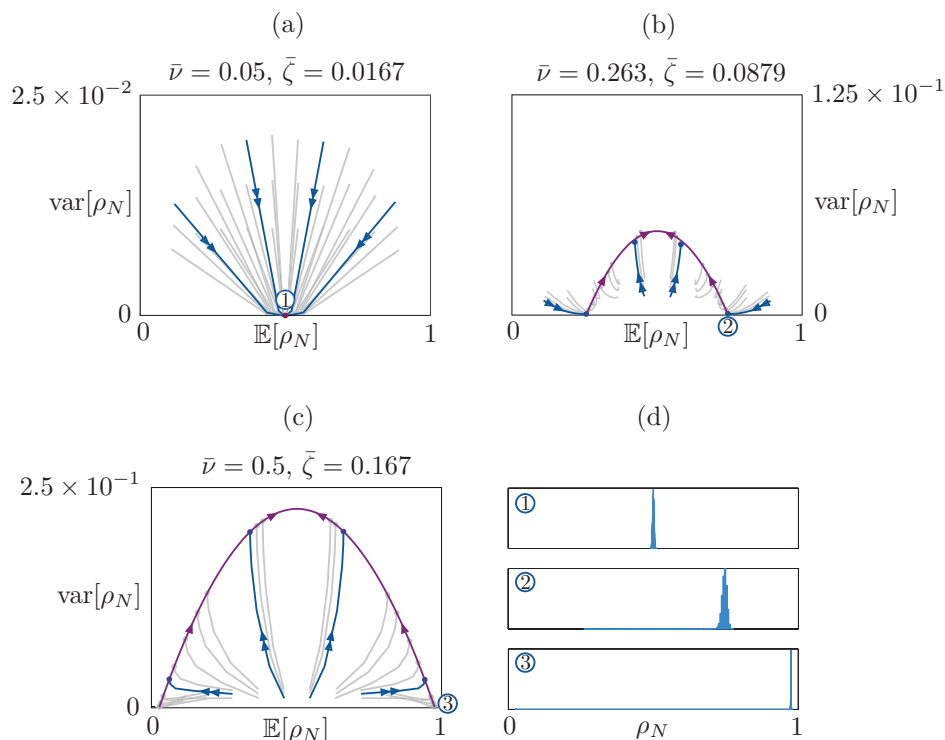 (a)
ν̄ = 0.05, ζ̄ = 0.0167
2.5 × 10⁻²
var[ρ_N]
0
1
0
𝔼[ρ_N]
1
(b)
ν̄ = 0.263, ζ̄ = 0.0879
1.25 × 10⁻¹
var[ρ_N]
0
0
𝔼[ρ_N]
2
1
(c)
ν̄ = 0.5, ζ̄ = 0.167
2.5 × 10⁻¹
var[ρ_N]
0
3
0
𝔼[ρ_N]
1
(d)
1
2
3
0
ρ_N
1